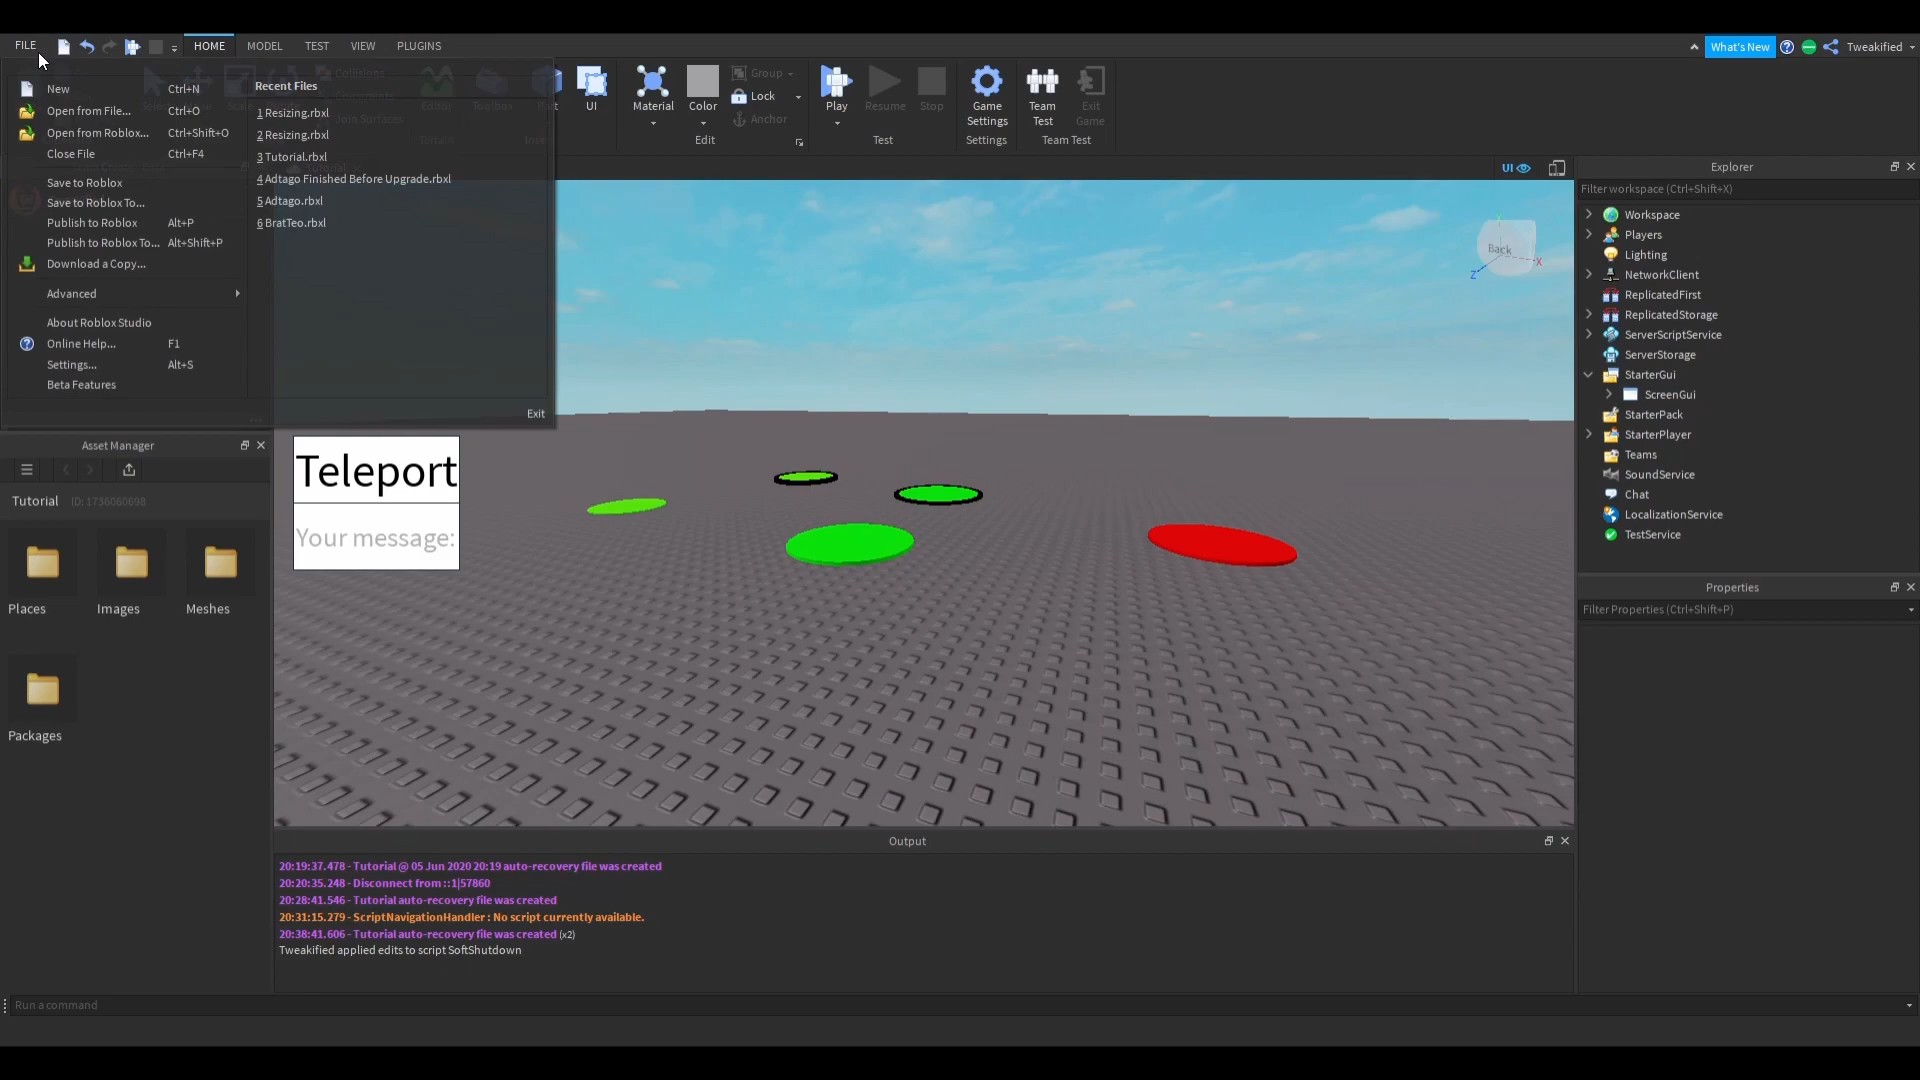 FILE
HOME
MODEL
TEST
VIEW
PLUGINS
What's New
Tweakified
New Ctrl+N
Open from File... Ctrl+O
Open from Roblox... Ctrl+Shift+O
Close File Ctrl+F4
Save to Roblox
Save to Roblox To...
Publish to Roblox Alt+P
Publish to Roblox To... Alt+Shift+P
Download a Copy...
Advanced
About Roblox Studio
Online Help... F1
Settings... Alt+S
Beta Features
Recent Files
1 Resizing.rbxl
2 Resizing.rbxl
3 Tutorial.rbxl
4 Adtago Finished Before Upgrade.rbxl
5 Adtago.rbxl
6 BratTeo.rbxl
Exit
Collisions
Join Surfaces
Editor
Toolbox
UI
Material
Color
Group
Lock
Anchor
Edit
Play
Resume
Stop
Test
Game
Settings
Settings
Team
Test
Exit
Game
Team Test
UI
Back
Y
Z
X
Teleport
Your message:
Asset Manager
Tutorial ID: 1736060698
Places
Images
Meshes
Packages
Output
20:19:37.478 - Tutorial @ 05 Jun 2020 20:19 auto-recovery file was created
20:20:35.248 - Disconnect from ::1|57860
20:28:41.546 - Tutorial auto-recovery file was created
20:31:15.279 - ScriptNavigationHandler : No script currently available.
20:38:41.606 - Tutorial auto-recovery file was created (x2)
Tweakified applied edits to script SoftShutdown
Run a command
Explorer
Filter workspace (Ctrl+Shift+X)
Workspace
Players
Lighting
NetworkClient
ReplicatedFirst
ReplicatedStorage
ServerScriptService
ServerStorage
StarterGui
ScreenGui
StarterPack
StarterPlayer
Teams
SoundService
Chat
LocalizationService
TestService
Properties
Filter Properties (Ctrl+Shift+P)